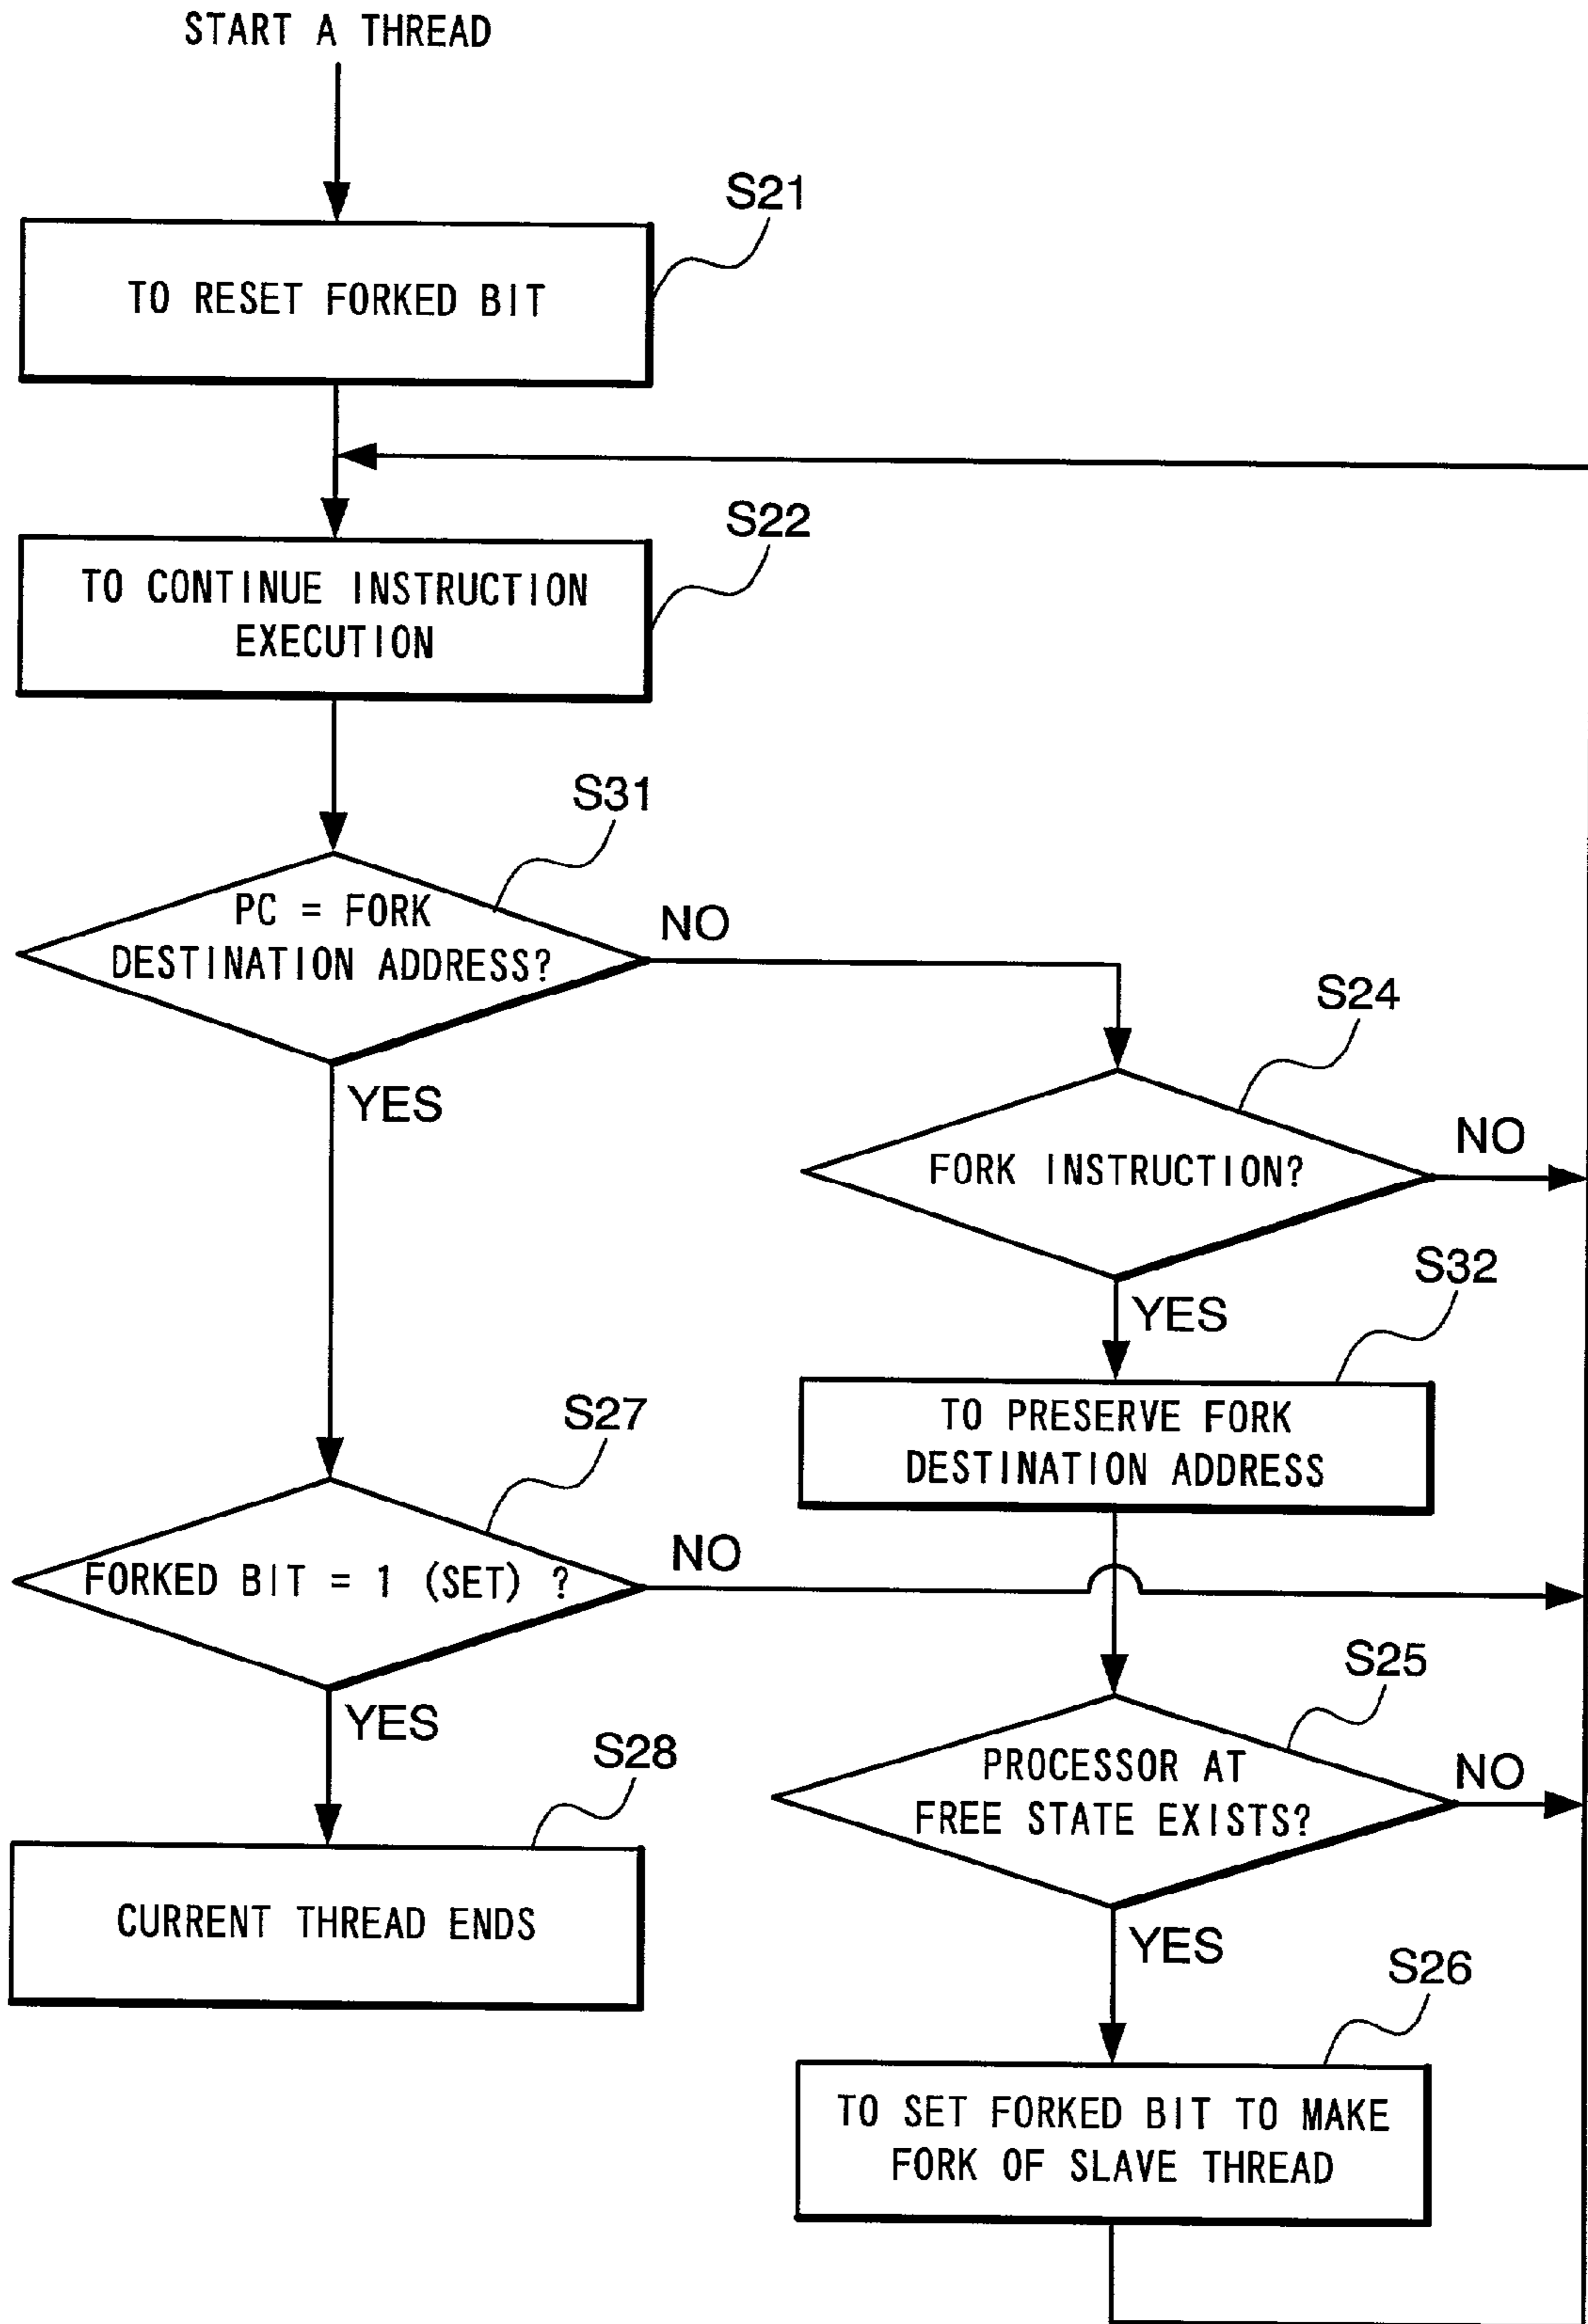 START A THREAD
S21
TO RESET FORKED BIT
S22
TO CONTINUE INSTRUCTION
EXECUTION
S31
PC = FORK
DESTINATION ADDRESS?
NO
YES
S24
FORK INSTRUCTION?
NO
YES
S32
TO PRESERVE FORK
DESTINATION ADDRESS
S27
FORKED BIT = 1 (SET) ?
NO
YES
S25
PROCESSOR AT
FREE STATE EXISTS?
NO
YES
S28
CURRENT THREAD ENDS
S26
TO SET FORKED BIT TO MAKE
FORK OF SLAVE THREAD